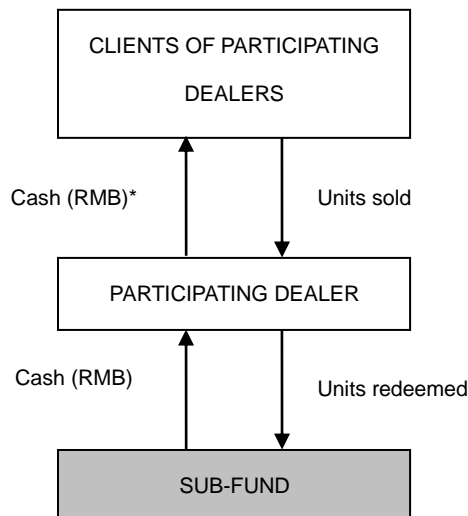 CLIENTS OF PARTICIPATING
DEALERS
Cash (RMB)*
Units sold
PARTICIPATING DEALER
Cash (RMB)
Units redeemed
SUB-FUND